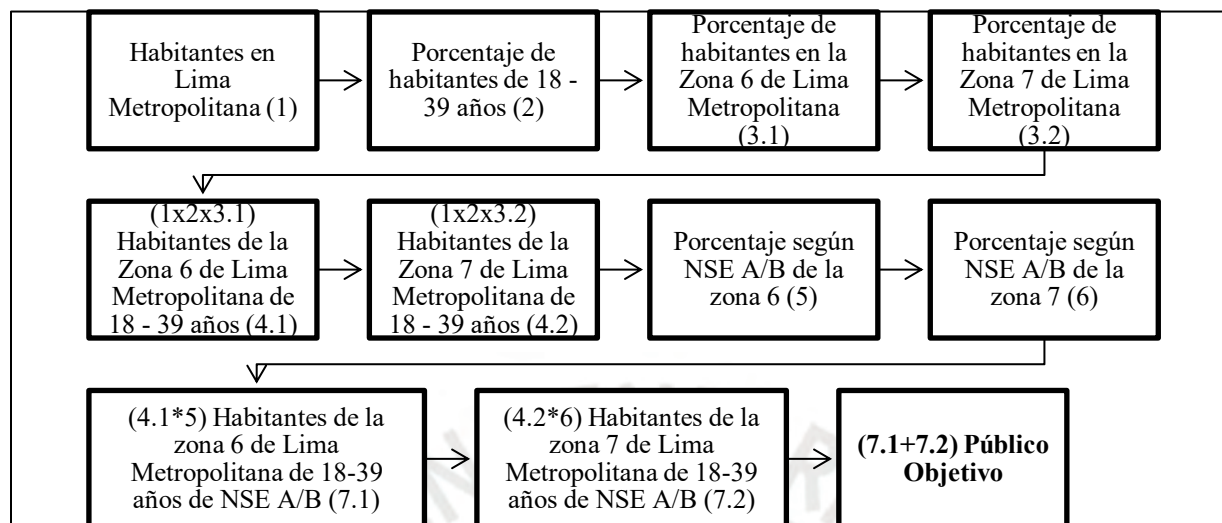 Habitantes en
Lima
Metropolitana (1)
Porcentaje de
habitantes de 18 -
39 años (2)
Porcentaje de
habitantes en la
Zona 6 de Lima
Metropolitana
(3.1)
Porcentaje de
habitantes en la
Zona 7 de Lima
Metropolitana
(3.2)
(1x2x3.1)
Habitantes de la
Zona 6 de Lima
Metropolitana de
18 - 39 años (4.1)
(1x2x3.2)
Habitantes de la
Zona 7 de Lima
Metropolitana de
18 - 39 años (4.2)
Porcentaje según
NSE A/B de la
zona 6 (5)
Porcentaje según
NSE A/B de la
zona 7 (6)
(4.1*5) Habitantes de la
zona 6 de Lima
Metropolitana de 18-39
años de NSE A/B (7.1)
(4.2*6) Habitantes de la
zona 7 de Lima
Metropolitana de 18-39
años de NSE A/B (7.2)
(7.1+7.2) Público
Objetivo